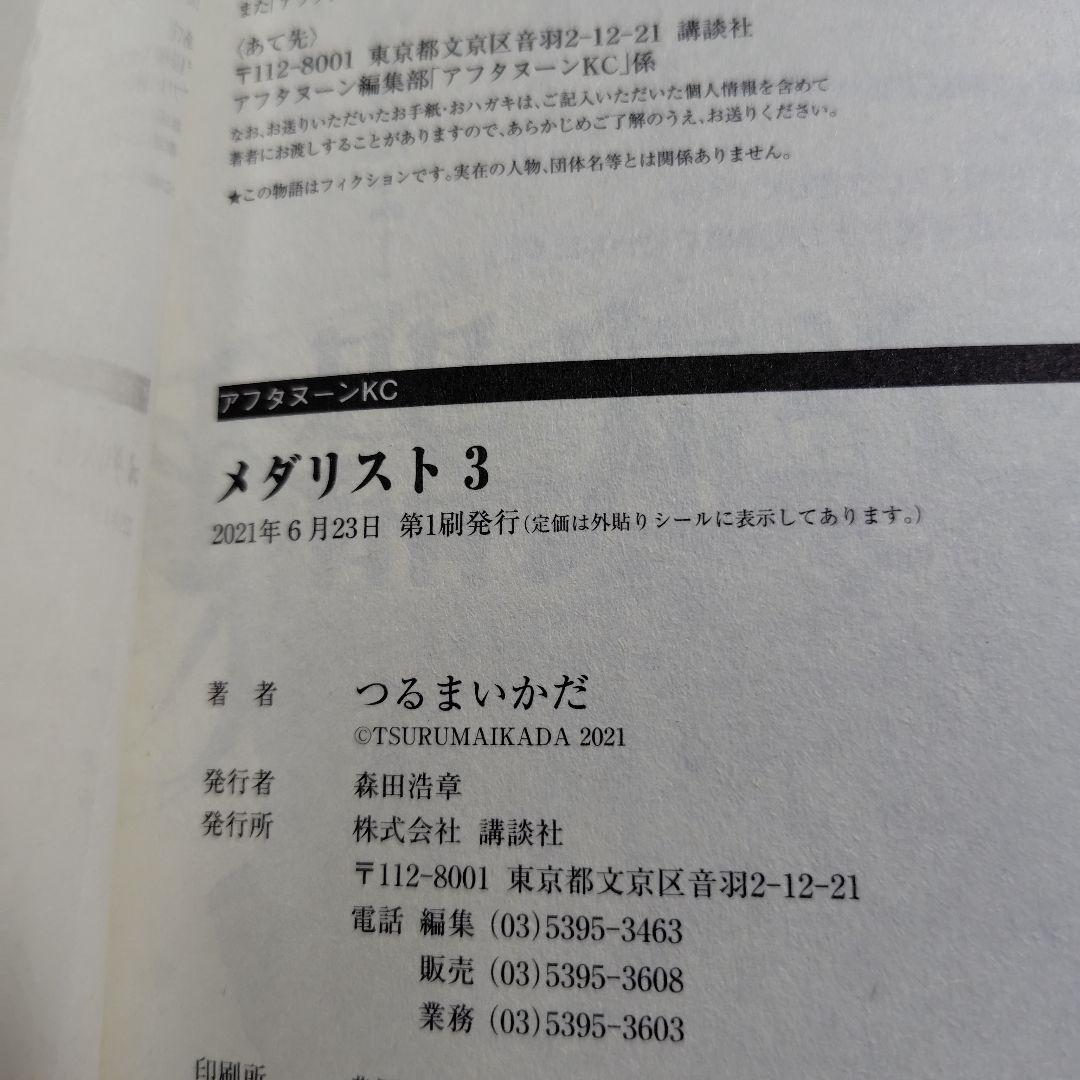 また「アフタ
〈あて先〉
〒112-8001 東京都文京区音羽2-12-21 講談社
アフタヌーン編集部「アフタヌーンKC」係
なお、お送りいただいたお手紙・おハガキは、ご記入いただいた個人情報を含めて
著者にお渡しすることがありますので、あらかじめご了解のうえ、お送りください。
★この物語はフィクションです。実在の人物、団体名等とは関係ありません。
アフタヌーンKC
メダリスト 3
2021年6月23日 第1刷発行(定価は外貼りシールに表示してあります。)
著 者 つるまいかだ
©TSURUMAIKADA 2021
発行者 森田浩章
発行所 株式会社 講談社
〒112-8001 東京都文京区音羽2-12-21
電話 編集 (03)5395-3463
販売 (03)5395-3608
業務 (03)5395-3603
印刷所